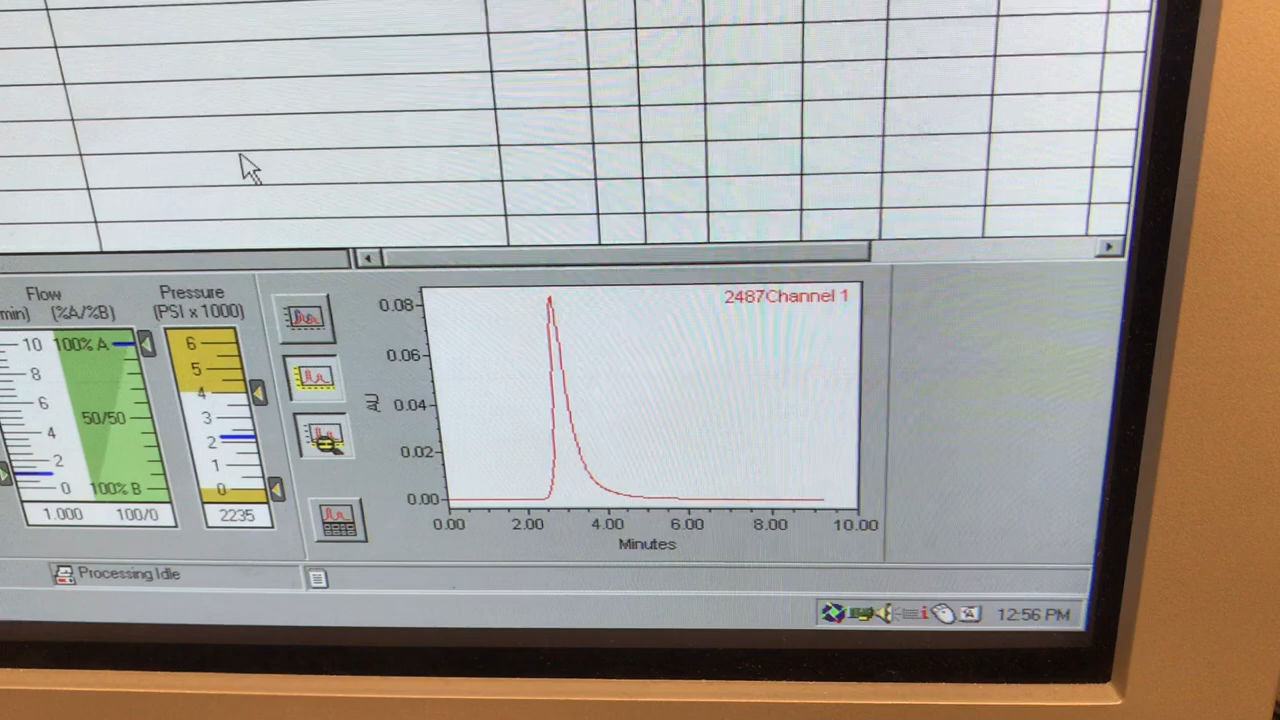 Flow
min) (%A/%B)
10 100% A
8
6
50/50
4
2
0 100% B
1.000 100/0
Pressure
(PSI x 1000)
6
5
4
3
2
1
0
2235
2487Channel 1
AU
0.08
0.06
0.04
0.02
0.00
0.00 2.00 4.00 6.00 8.00 10.00
Minutes
Processing Idle
12:56 PM